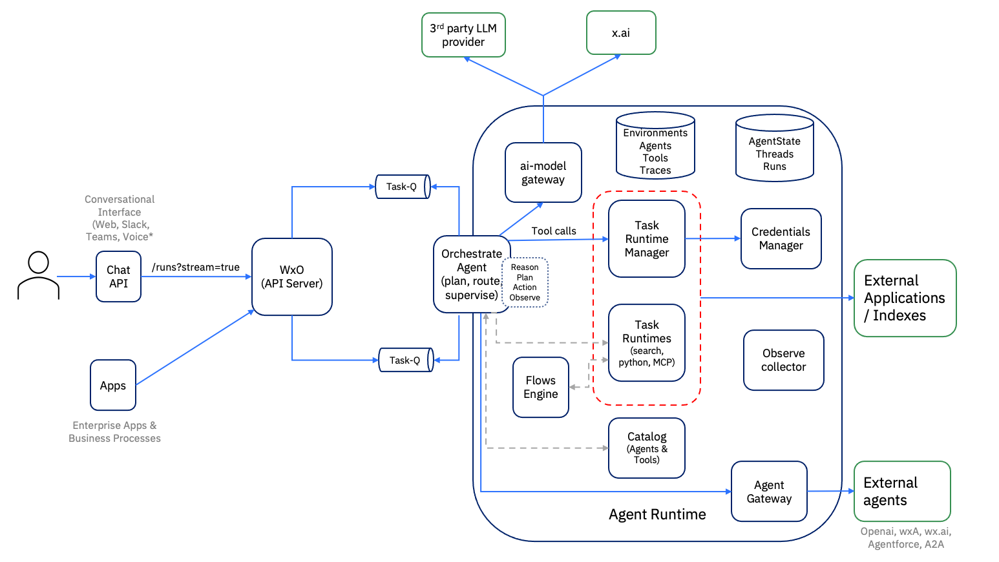 3rd party LLM
provider
x.ai
Environments
Agents
Tools
Traces
AgentState
Threads
Runs
ai-model
gateway
Task-Q
Conversational
Interface
(Web, Slack,
Teams, Voice*
Chat
API
/runs?stream=true
WxO
(API Server)
Orchestrate
Agent
(plan, route,
supervise)
Reason
Plan
Action
Observe
Tool calls
Task
Runtime
Manager
Credentials
Manager
External
Applications
/ Indexes
Task
Runtimes
(search,
python, MCP)
Observe
collector
Task-Q
Flows
Engine
Apps
Enterprise Apps &
Business Processes
Catalog
(Agents &
Tools)
Agent
Gateway
External
agents
Agent Runtime
Openai, wxA, wx.ai,
Agentforce, A2A